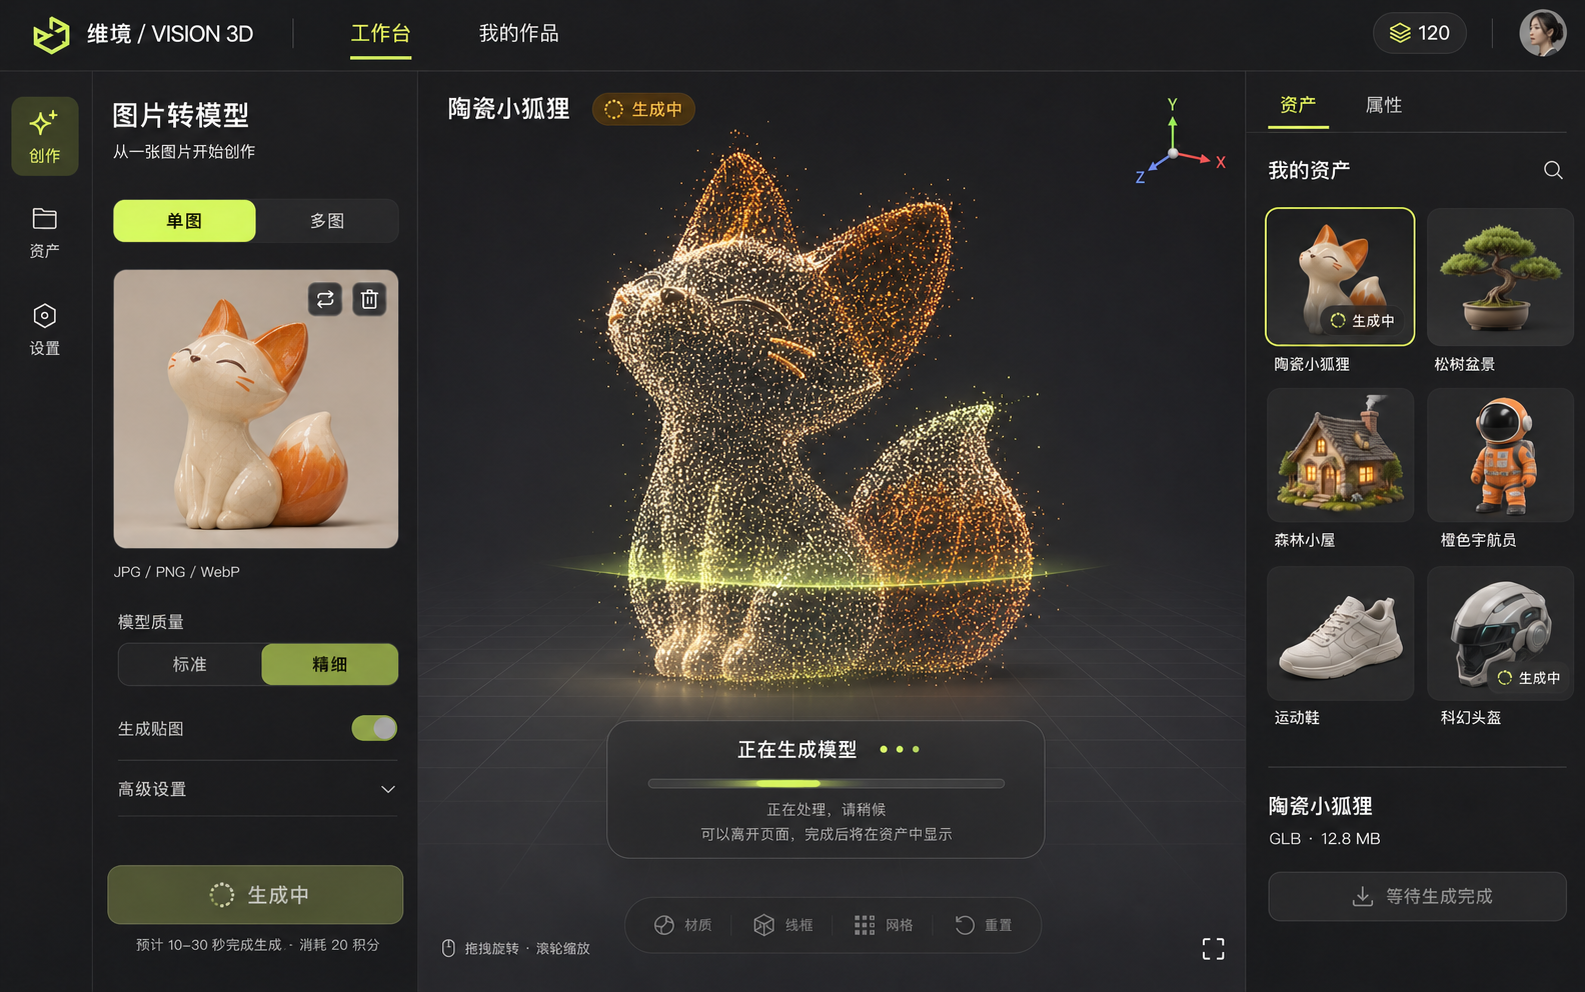 维境 / VISION 3D
工作台
我的作品
120
创作
资产
设置
图片转模型
从一张图片开始创作
单图
多图
JPG / PNG / WebP
模型质量
标准
精细
生成贴图
高级设置
生成中
预计 10–30 秒完成生成 · 消耗 20 积分
陶瓷小狐狸
生成中
Y
X
Z
正在生成模型
正在处理，请稍候
可以离开页面，完成后将在资产中显示
材质
线框
网格
重置
拖拽旋转 · 滚轮缩放
资产
属性
我的资产
生成中
陶瓷小狐狸
松树盆景
森林小屋
橙色宇航员
生成中
运动鞋
科幻头盔
陶瓷小狐狸
GLB · 12.8 MB
等待生成完成